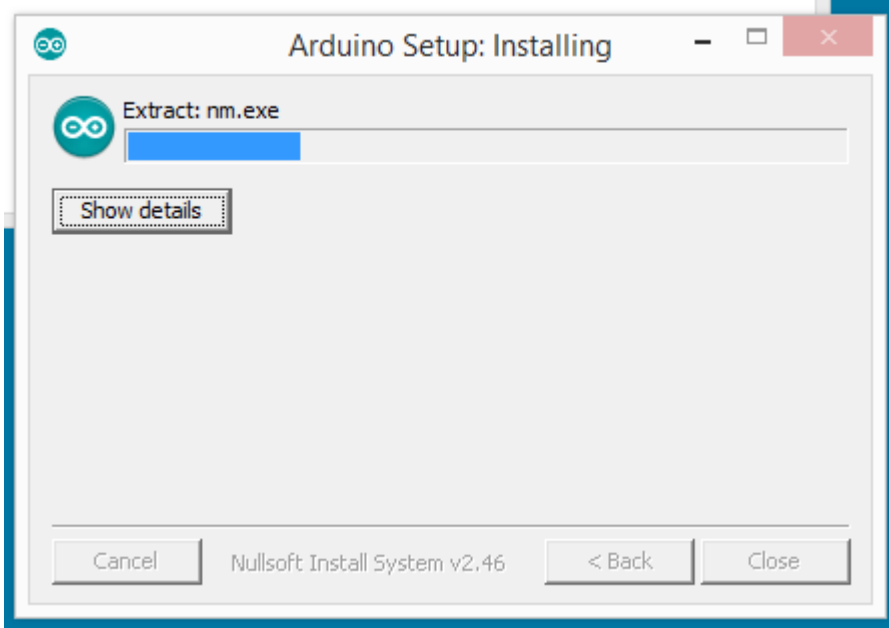 Arduino Setup: Installing
Extract: nm.exe
Show details
Cancel
Nullsoft Install System v2.46
< Back
Close